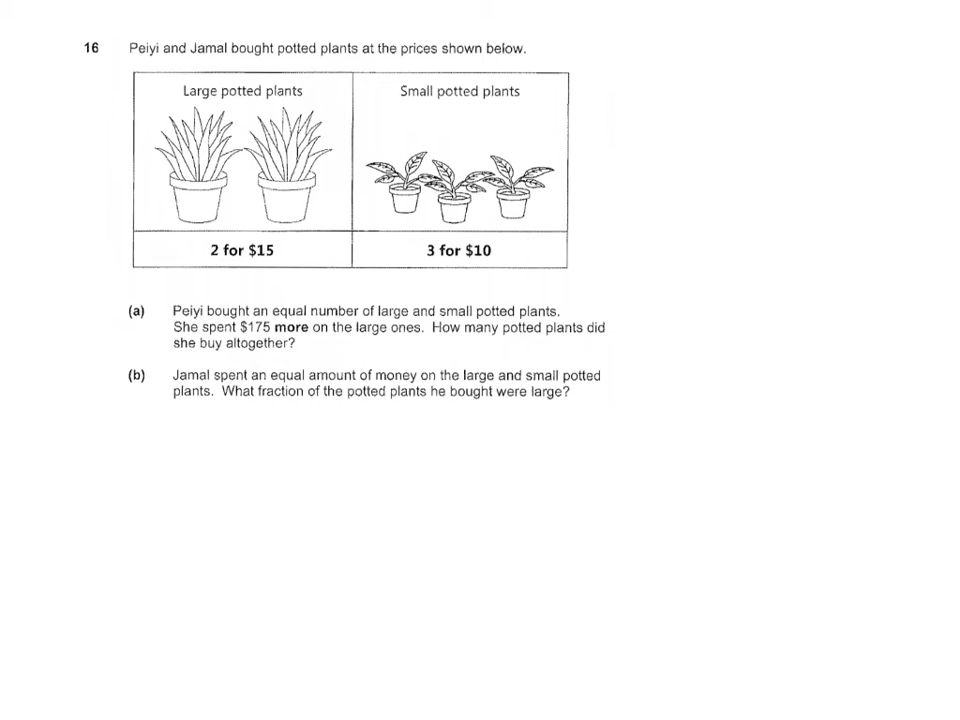 16 Peiyi and Jamal bought potted plants at the prices shown below.
Large potted plants
Small potted plants
2 for $15
3 for $10
(a) Peiyi bought an equal number of large and small potted plants.
She spent $175 more on the large ones. How many potted plants did
she buy altogether?
(b) Jamal spent an equal amount of money on the large and small potted
plants. What fraction of the potted plants he bought were large?